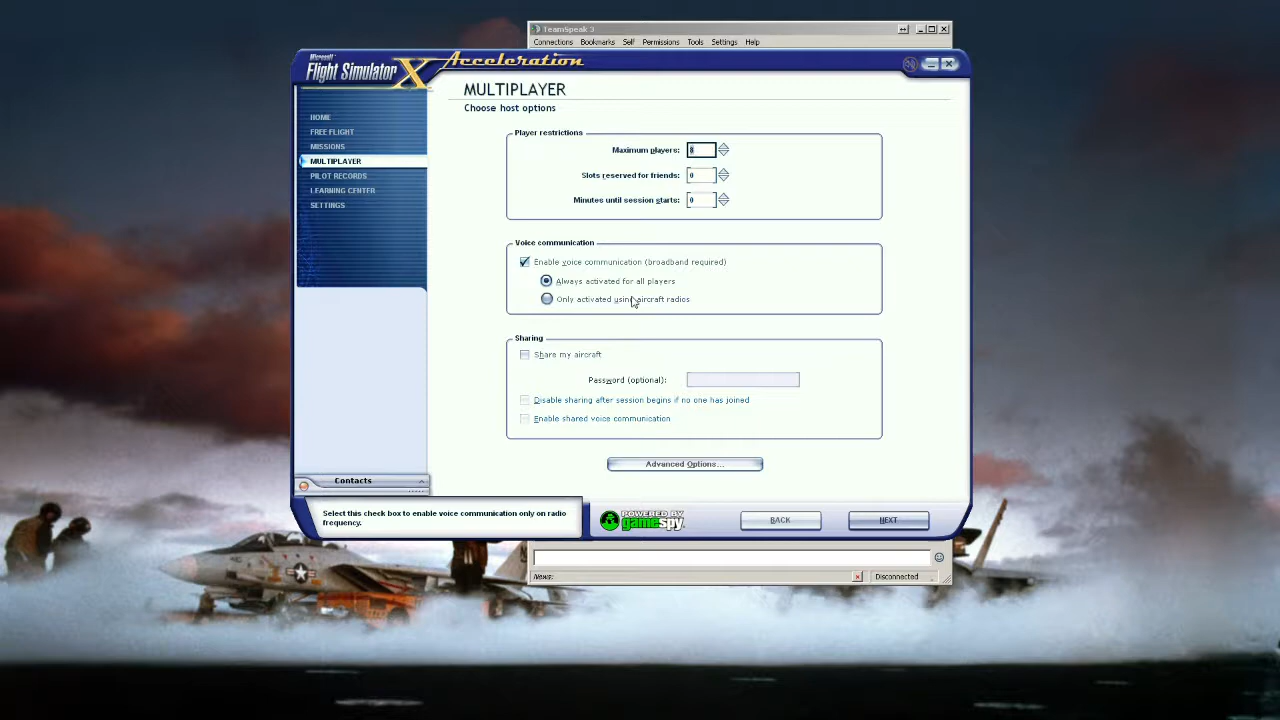 TeamSpeak 3
Connections Bookmarks Self Permissions Tools Settings Help
Microsoft
Flight Simulator X Acceleration
MULTIPLAYER
Choose host options
HOME
FREE FLIGHT
MISSIONS
MULTIPLAYER
PILOT RECORDS
LEARNING CENTER
SETTINGS
Player restrictions
Maximum players: 8
Slots reserved for friends: 0
Minutes until session starts: 0
Voice communication
Enable voice communication (broadband required)
Always activated for all players
Only activated using aircraft radios
Sharing
Share my aircraft
Password (optional):
Disable sharing after session begins if no one has joined
Enable shared voice communication
Advanced Options...
Contacts
Select this check box to enable voice communication only on radio
frequency.
POWERED BY
gameSpy
BACK
NEXT
News:
Disconnected